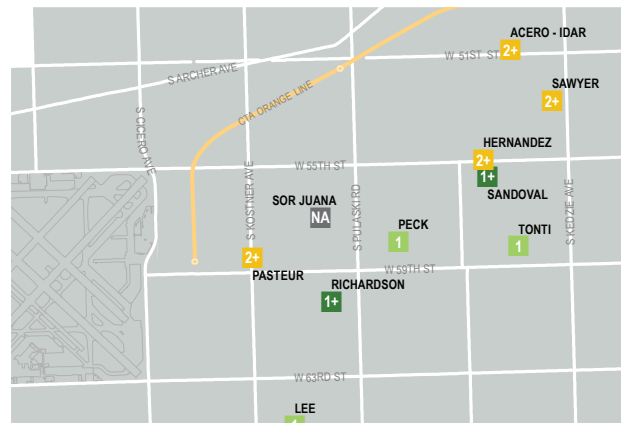 ACERO - IDAR
2+
W 51ST ST
S ARCHER AVE
SAWYER
2+
CTA ORANGE LINE
S CICERO AVE
HERNANDEZ
2+
W 55TH ST
1+
SANDOVAL
S KOSTNER AVE
S PULASKI RD
S KEDZIE AVE
SOR JUANA
NA
PECK
1
TONTI
1
2+
PASTEUR
W 59TH ST
RICHARDSON
1+
W 63RD ST
LEE
1